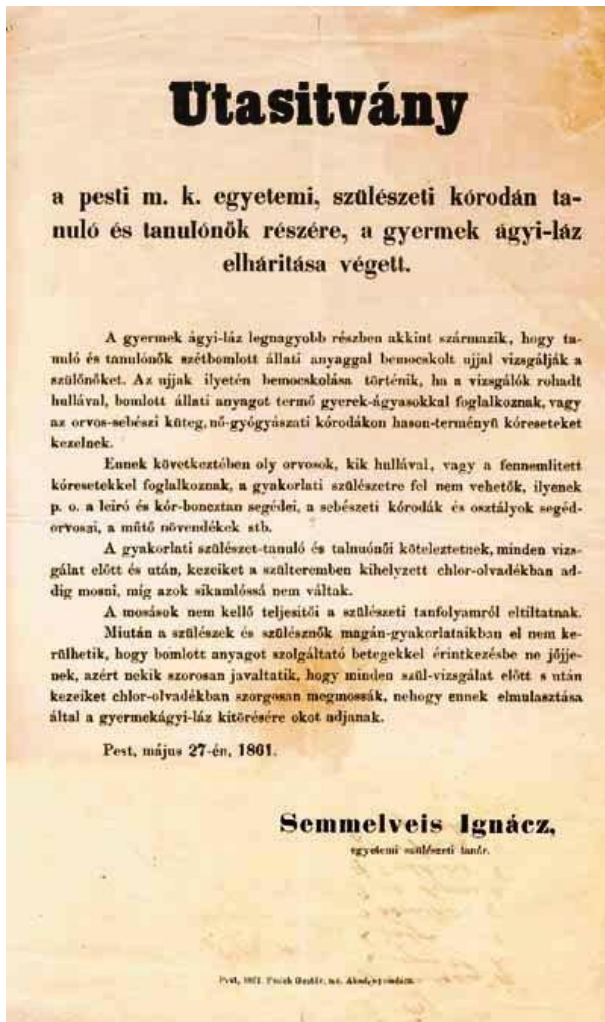 Utasitvány
a pesti m. k. egyetemi, szülészeti kórodán ta-
nuló és tanulónők részére, a gyermek ágyi-láz
elháritása végett.
A gyermek ágyi-láz legnagyobb részben akkint származik, hogy ta-
nuló és tanulónők szétbomlott állati anyaggal bemocskolt ujjal vizsgálják a
szülőnőket. Az ujjak ilyetén bemocskolása történik, ha a vizsgálók rohadt
hullával, bomlott állati anyagot termő gyerek-ágyasokkal foglalkoznak, vagy
az orvos-sebészi küteg, nő-gyógyászati kórodákon hason-terményü kóreseteket
kezelnek.
Ennek következtében oly orvosok, kik hullával, vagy a fennemlitett
kóresetekkel foglalkoznak, a gyakorlati szülészetre fel nem vehetők, ilyenek
p. o. a leiró és kór-boncztan segédei, a sebészeti kórodák és osztályok segéd-
orvosai, a műtő növendékek stb.
A gyakorlati szülészet-tanuló és talnuónői köteleztetnek, minden vizs-
gálat előtt és után, kezeiket a szülteremben kihelyzett chlor-olvadékban ad-
dig mosni, mig azok sikamlóssá nem váltak.
A mosások nem kellő teljesitői a szülészeti tanfolyamról eltiltatnak.
Miután a szülészek és szülésznők magán-gyakorlataikban el nem ke-
rülhetik, hogy bomlott anyagot szolgáltató betegekkel érintkezésbe ne jőjje-
nek, azért nekik szorosan javaltatik, hogy minden szül-vizsgálat előtt s után
kezeiket chlor-olvadékban szorgosan megmossák, nehogy ennek elmulasztása
által a gyermekágyi-láz kitörésére okot adjanak.
Pest, május 27-én, 1861.
Semmelveis Ignácz,
egyetemi szülészeti tanár.
Pest, 1861.